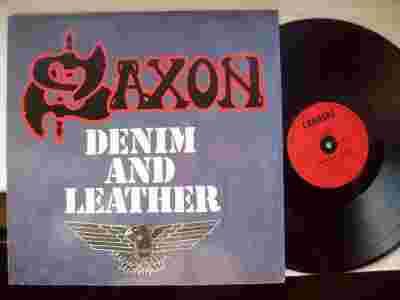 SAXON
DENIM
AND
LEATHER
CARRERE